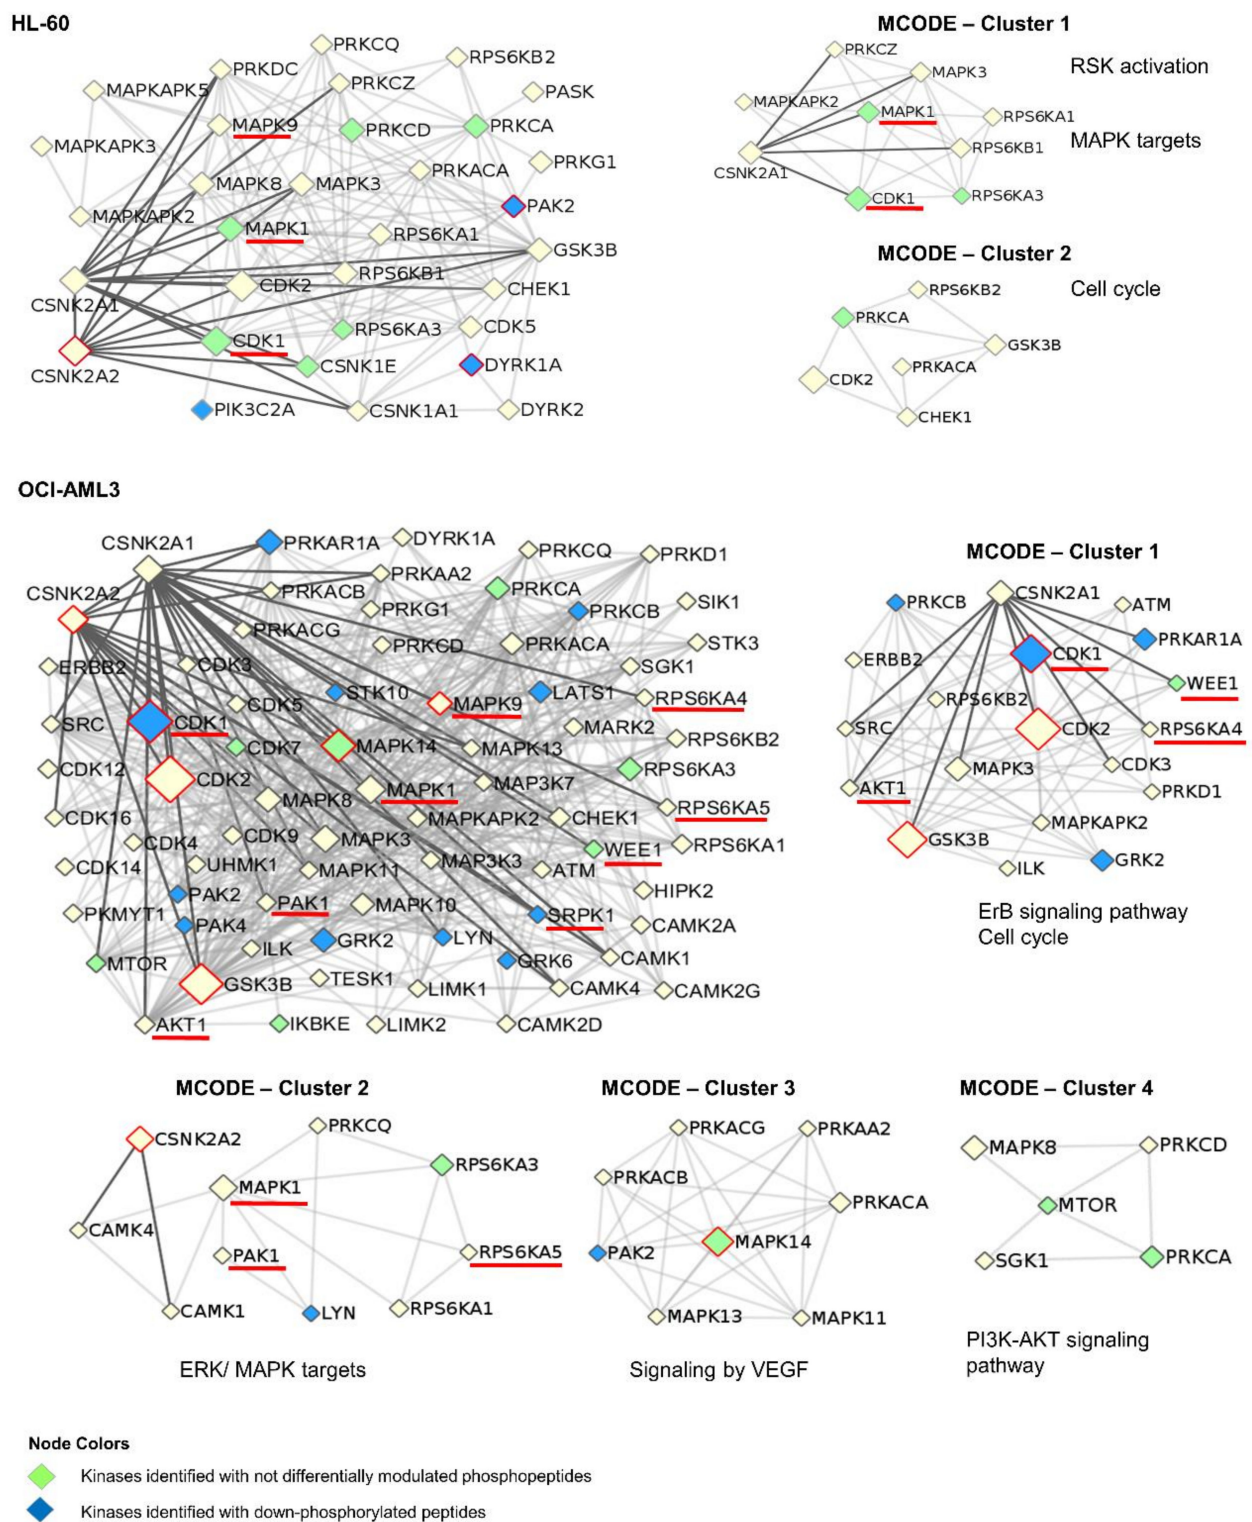 HL-60
PRKCQ
RPS6KB2
PRKDC
PRKCZ
MAPKAPK5
PASK
MAPK9
PRKCD
PRKCA
MAPKAPK3
PRKG1
PRKACA
MAPK8
MAPK3
PAK2
MAPKAPK2
MAPK1
RPS6KA1
GSK3B
RPS6KB1
CDK2
CHEK1
CSNK2A1
RPS6KA3
CDK5
CDK1
CSNK2A2
CSNK1E
DYRK1A
PIK3C2A
CSNK1A1
DYRK2
MCODE – Cluster 1
PRKCZ
MAPK3
RSK activation
MAPKAPK2
MAPK1
RPS6KA1
MAPK targets
RPS6KB1
CSNK2A1
CDK1
RPS6KA3
MCODE – Cluster 2
RPS6KB2
Cell cycle
PRKCA
GSK3B
PRKACA
CDK2
CHEK1
OCI-AML3
CSNK2A1
PRKAR1A
DYRK1A
PRKCQ
PRKD1
PRKAA2
CSNK2A2
PRKACB
PRKCA
PRKG1
PRKCB
SIK1
PRKACG
PRKCD
PRKACA
STK3
ERBB2
CDK3
SGK1
STK10
LATS1
RPS6KA4
CDK5
MAPK9
SRC
CDK1
MARK2
CDK7
MAPK14
MAPK13
RPS6KB2
CDK12
CDK2
RPS6KA3
MAP3K7
MAPK1
MAPK8
RPS6KA5
CDK16
MAPKAPK2
CHEK1
CDK4
CDK9
MAPK3
WEE1
RPS6KA1
CDK14
UHMK1
MAPK11
MAP3K3
ATM
PAK2
HIPK2
PKMYT1
PAK1
MAPK10
SRPK1
PAK4
CAMK2A
ILK
GRK2
LYN
MTOR
GRK6
CAMK1
GSK3B
TESK1
LIMK1
CAMK4
CAMK2G
AKT1
IKBKE
LIMK2
CAMK2D
MCODE – Cluster 1
CSNK2A1
PRKCB
ATM
PRKAR1A
CDK1
ERBB2
WEE1
RPS6KB2
SRC
CDK2
RPS6KA4
MAPK3
CDK3
AKT1
PRKD1
MAPKAPK2
GSK3B
GRK2
ILK
ErB signaling pathway
Cell cycle
MCODE – Cluster 2
CSNK2A2
PRKCQ
RPS6KA3
MAPK1
CAMK4
PAK1
RPS6KA5
CAMK1
LYN
RPS6KA1
ERK/ MAPK targets
MCODE – Cluster 3
PRKACG
PRKAA2
PRKACB
PRKACA
PAK2
MAPK14
MAPK13
MAPK11
Signaling by VEGF
MCODE – Cluster 4
MAPK8
PRKCD
MTOR
SGK1
PRKCA
PI3K-AKT signaling
pathway
Node Colors
Kinases identified with not differentially modulated phosphopeptides
Kinases identified with down-phosphorylated peptides